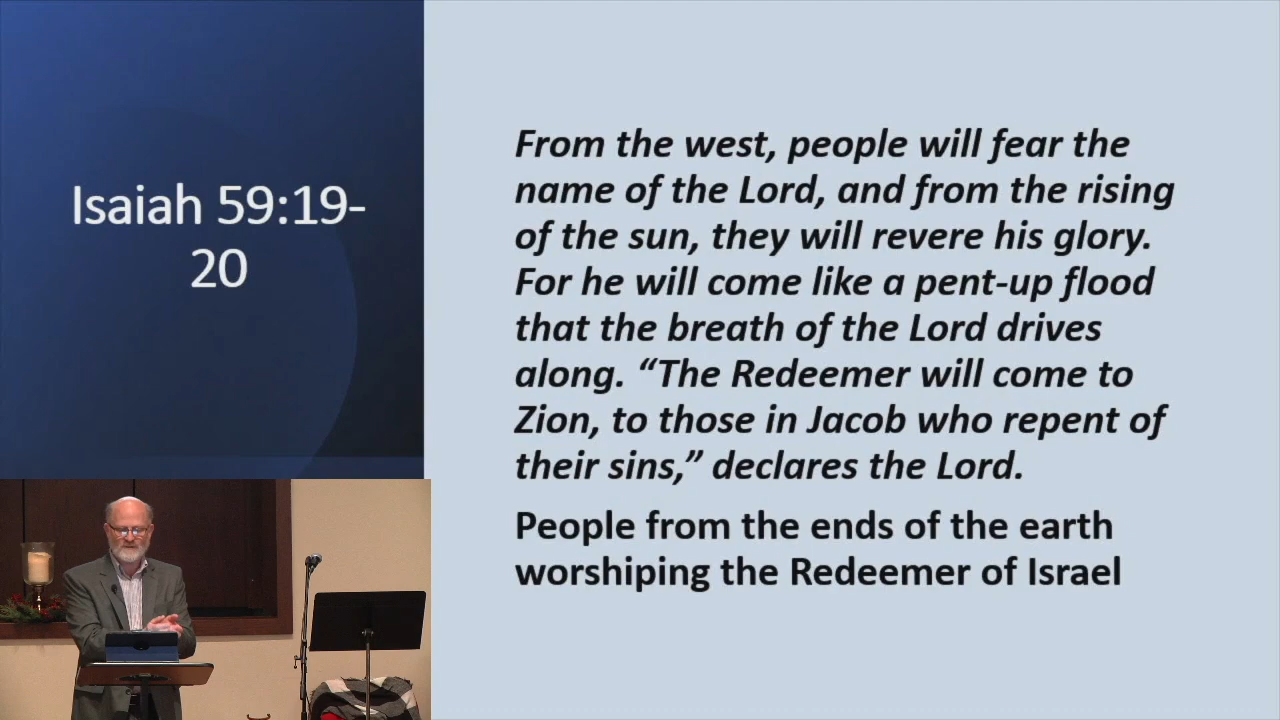 Isaiah 59:19-
20
From the west, people will fear the
name of the Lord, and from the rising
of the sun, they will revere his glory.
For he will come like a pent-up flood
that the breath of the Lord drives
along. “The Redeemer will come to
Zion, to those in Jacob who repent of
their sins,” declares the Lord.
People from the ends of the earth
worshiping the Redeemer of Israel